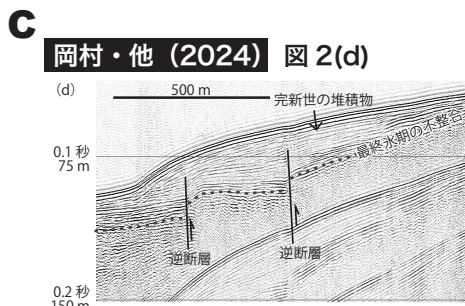 C
岡村・他(2024) 図 2(d)
(d)
500 m
完新世の堆積物
最終氷期の不整合
0.1 秒
75 m
逆断層
逆断層
0.2 秒
150 m